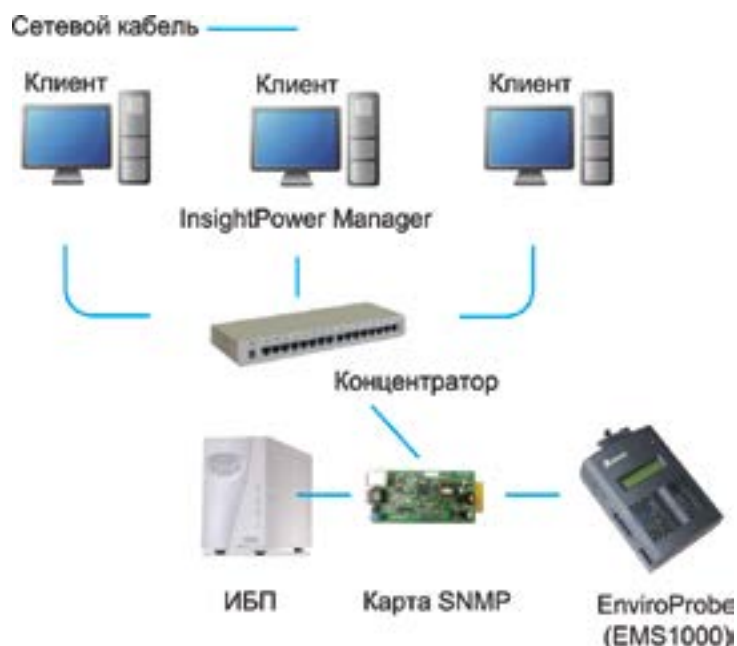 Сетевой кабель
Клиент
Клиент
Клиент
InsightPower Manager
Концентратор
ИБП
Карта SNMP
EnviroProbe
(EMS1000)